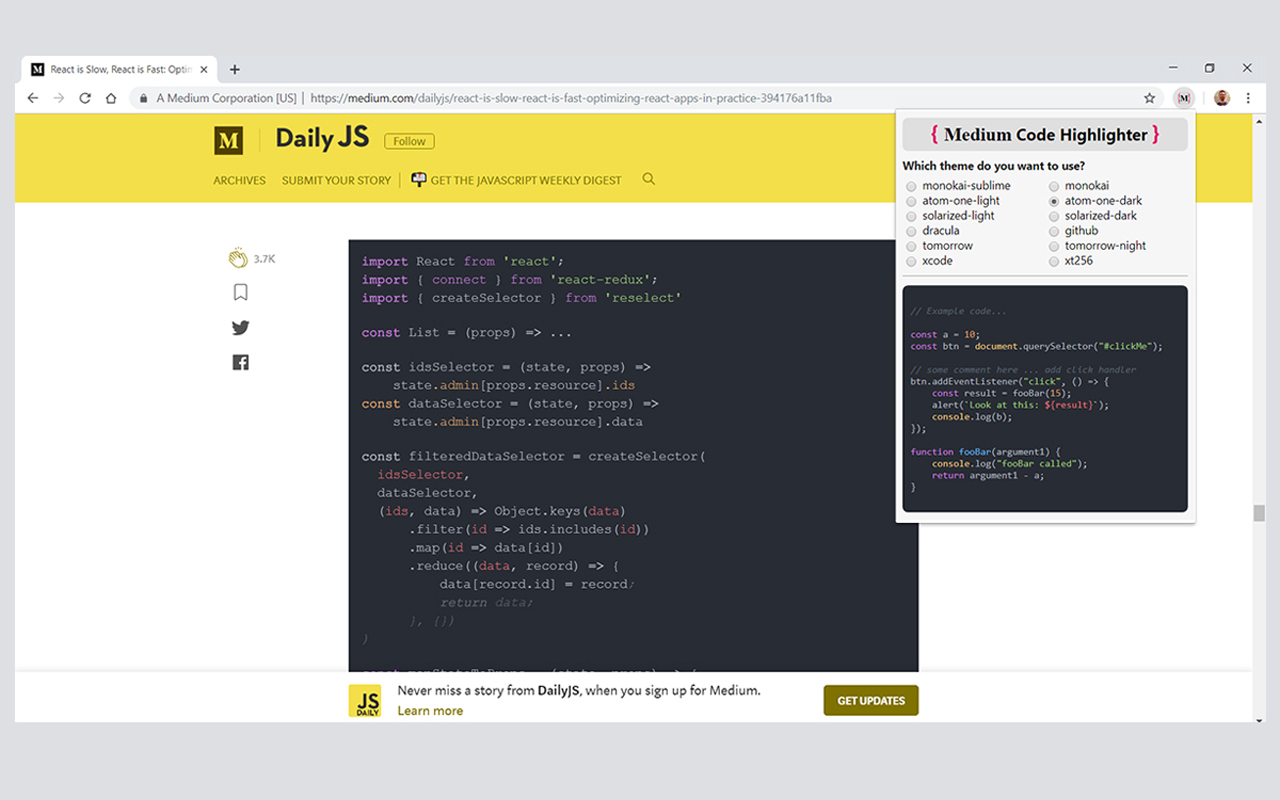 M React is Slow, React is Fast: Optin
A Medium Corporation [US] | https://medium.com/dailyjs/react-is-slow-react-is-fast-optimizing-react-apps-in-practice-394176a11fba
{M}
M Daily JS Follow
ARCHIVES SUBMIT YOUR STORY GET THE JAVASCRIPT WEEKLY DIGEST
3.7K
import React from 'react';
import { connect } from 'react-redux';
import { createSelector } from 'reselect'
const List = (props) => ...
const idsSelector = (state, props) =>
state.admin[props.resource].ids
const dataSelector = (state, props) =>
state.admin[props.resource].data
const filteredDataSelector = createSelector(
idsSelector,
dataSelector,
(ids, data) => Object.keys(data)
.filter(id => ids.includes(id))
.map(id => data[id])
.reduce((data, record) => {
data[record.id] = record;
return data;
}, {})
)
const mapStateToProps = (state, props) => {
{ Medium Code Highlighter }
Which theme do you want to use?
monokai-sublime monokai
atom-one-light atom-one-dark
solarized-light solarized-dark
dracula github
tomorrow tomorrow-night
xcode xt256
// Example code...
const a = 10;
const btn = document.querySelector("#clickMe");
// some comment here ... add click handler
btn.addEventListener("click", () => {
const result = fooBar(15);
alert(`Look at this: ${result}`);
console.log(b);
});
function fooBar(argument1) {
console.log("fooBar called");
return argument1 - a;
}
JS DAILY
Never miss a story from DailyJS, when you sign up for Medium.
Learn more
GET UPDATES